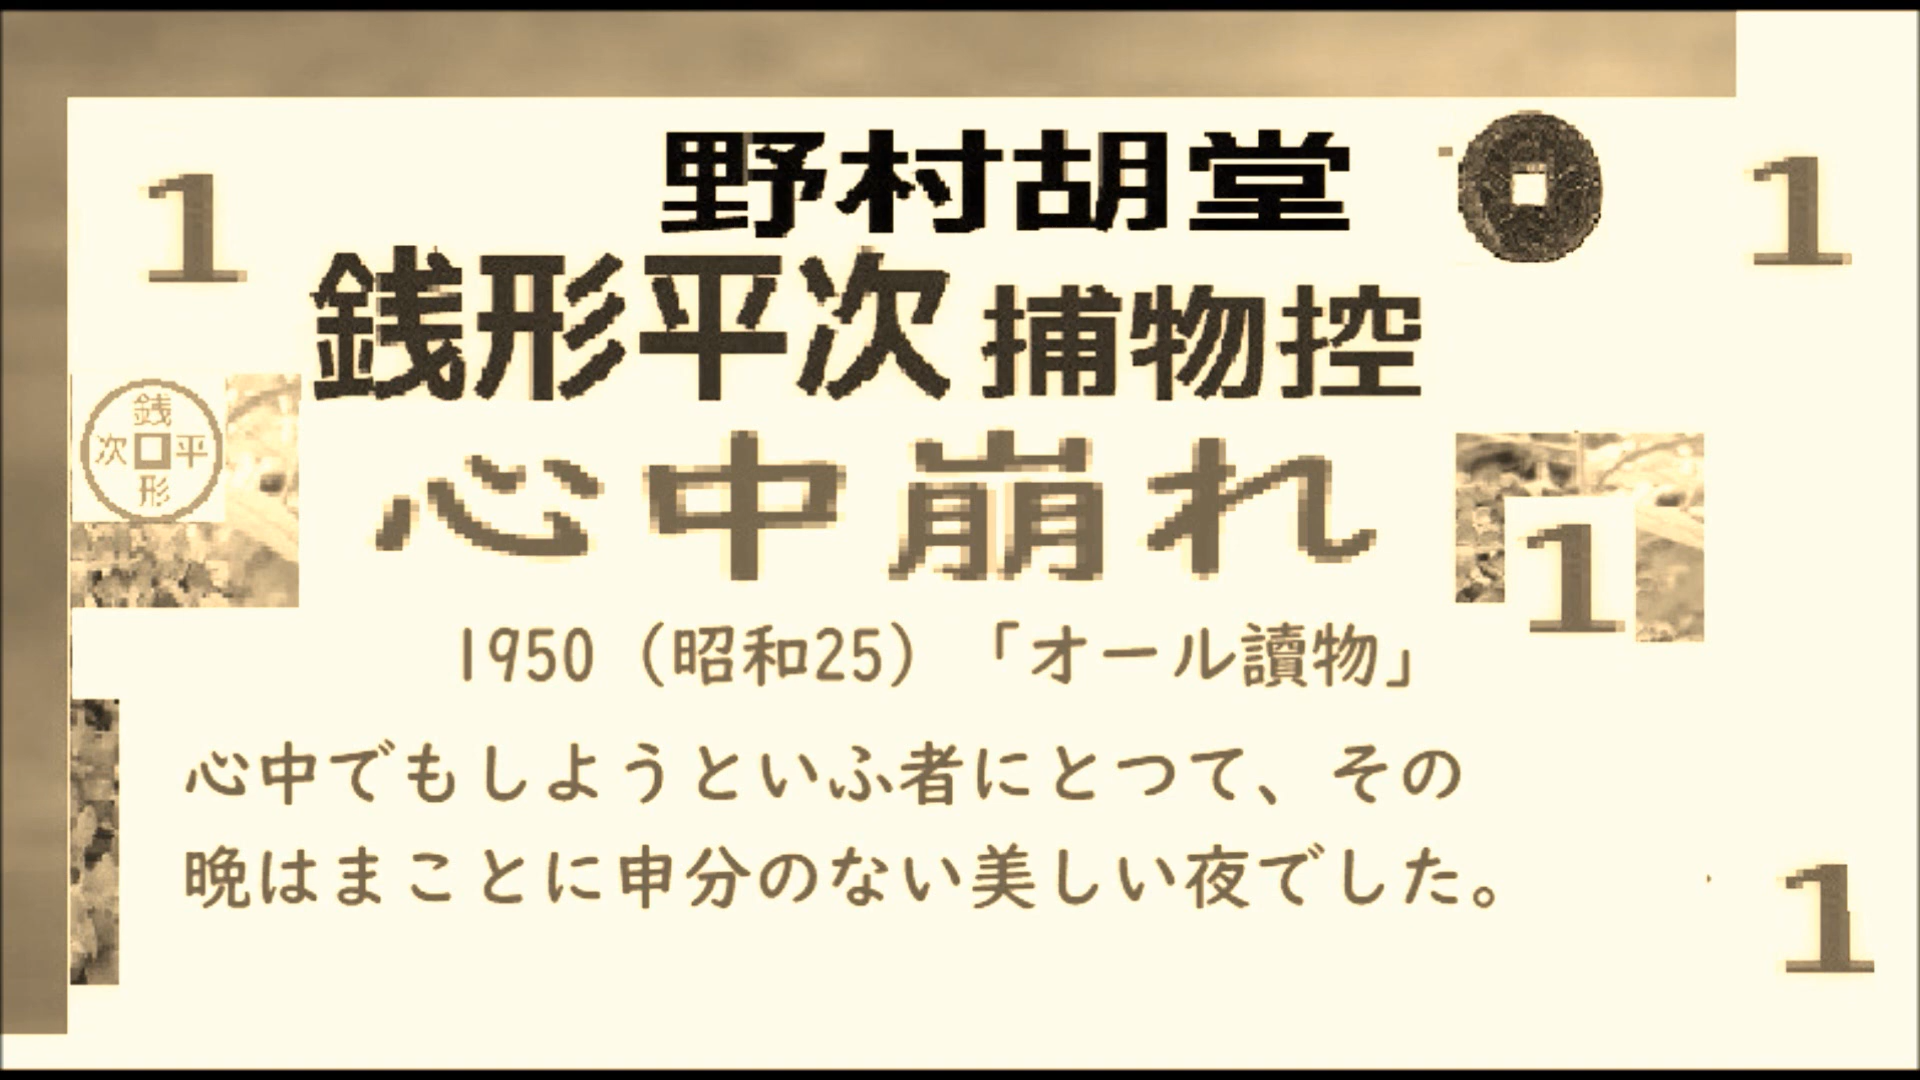 野村胡堂
1
1
銭形平次 捕物控
銭
次 平
形
心中崩れ
1
1950（昭和25）「オール讀物」
心中でもしようといふ者にとつて、その
晩はまことに申分のない美しい夜でした。
1